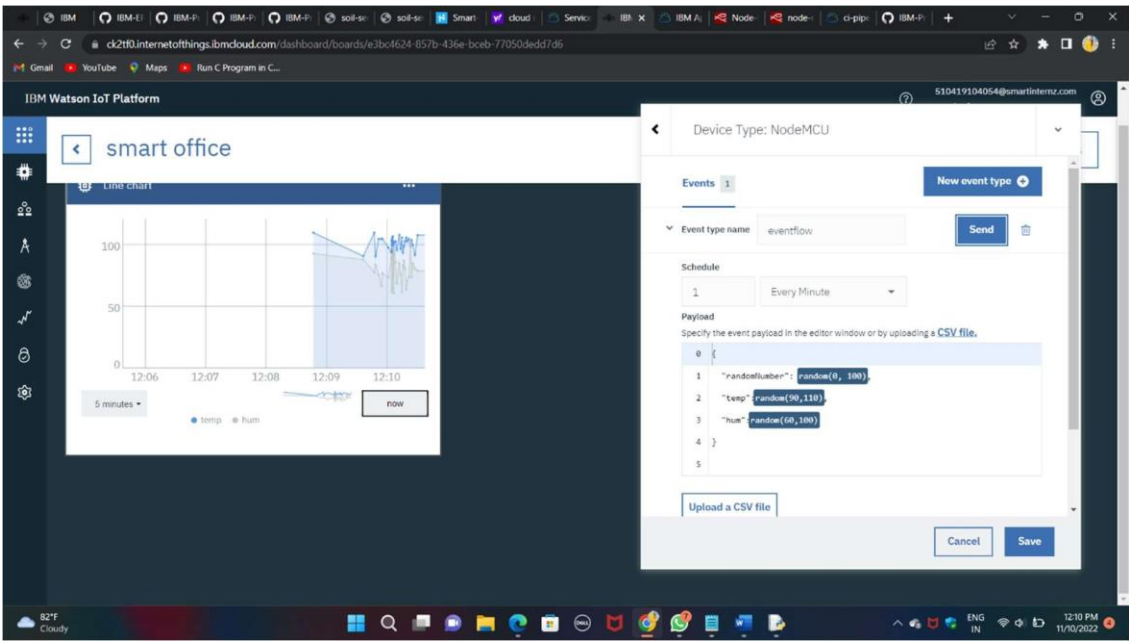 IBM
IBM-EI
IBM-Pr
IBM-Pr
IBM-Pr
soil-se
soil-se
Smart
cloud
Service
IBM
IBM A
Node-
node-
ci-pipe
IBM-P
ck2tf0.internetofthings.ibmcloud.com/dashboard/boards/e3bc4624-857b-436e-bceb-77050dedd7d6
Gmail YouTube Maps Run C Program in C...
IBM Watson IoT Platform
510419104054@smartinternz.com
smart office
Line chart
100
50
0
12:06 12:07 12:08 12:09 12:10
5 minutes
now
temp hum
Device Type: NodeMCU
Events 1
New event type
Event type name eventflow
Send
Schedule
1 Every Minute
Payload
Specify the event payload in the editor window or by uploading a CSV file.
0 {
1 "randomNumber": random(0, 100),
2 "temp":random(90,110),
3 "hum":random(60,100)
4 }
5
Upload a CSV file
Cancel Save
82°F
Cloudy
ENG
IN
12:10 PM
11/10/2022
4